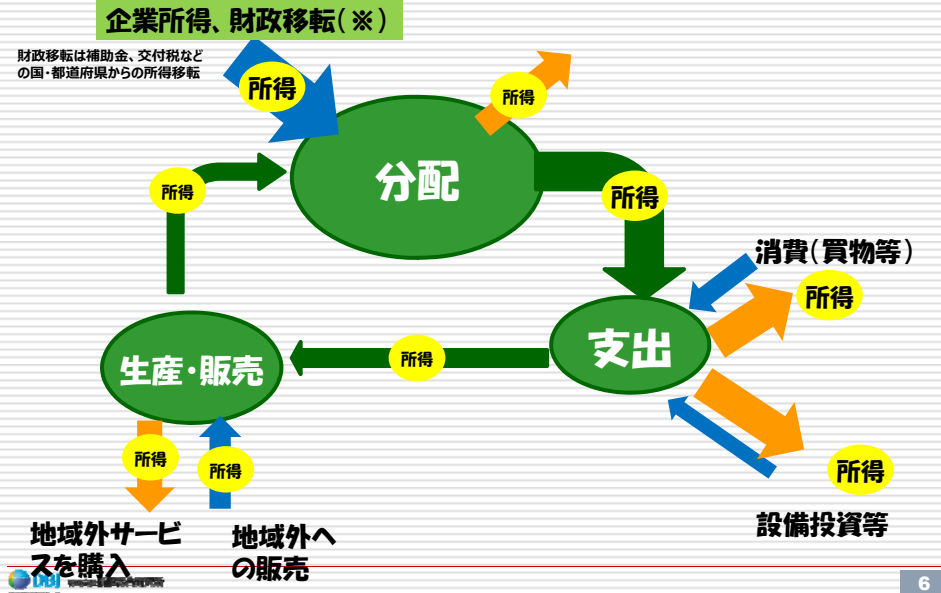 企業所得、財政移転(※)
財政移転は補助金、交付税など
の国・都道府県からの所得移転
所得
所得
分配
所得
所得
消費(買物等)
所得
支出
所得
生産・販売
所得
所得
所得
設備投資等
地域外サービ
スを購入
地域外へ
の販売
DBJ
6